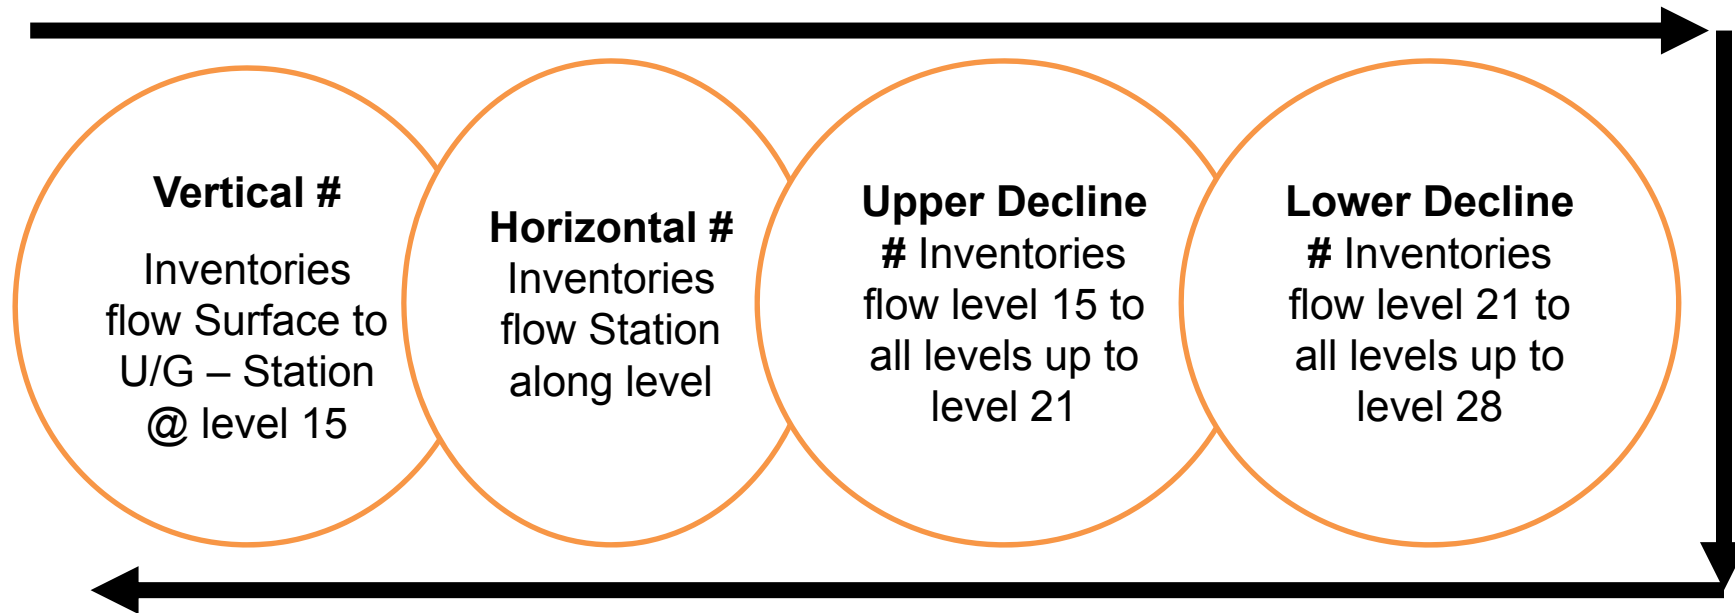 Vertical #
Inventories
flow Surface to
U/G – Station
@ level 15
Horizontal #
Inventories
flow Station
along level
Upper Decline
# Inventories
flow level 15 to
all levels up to
level 21
Lower Decline
# Inventories
flow level 21 to
all levels up to
level 28